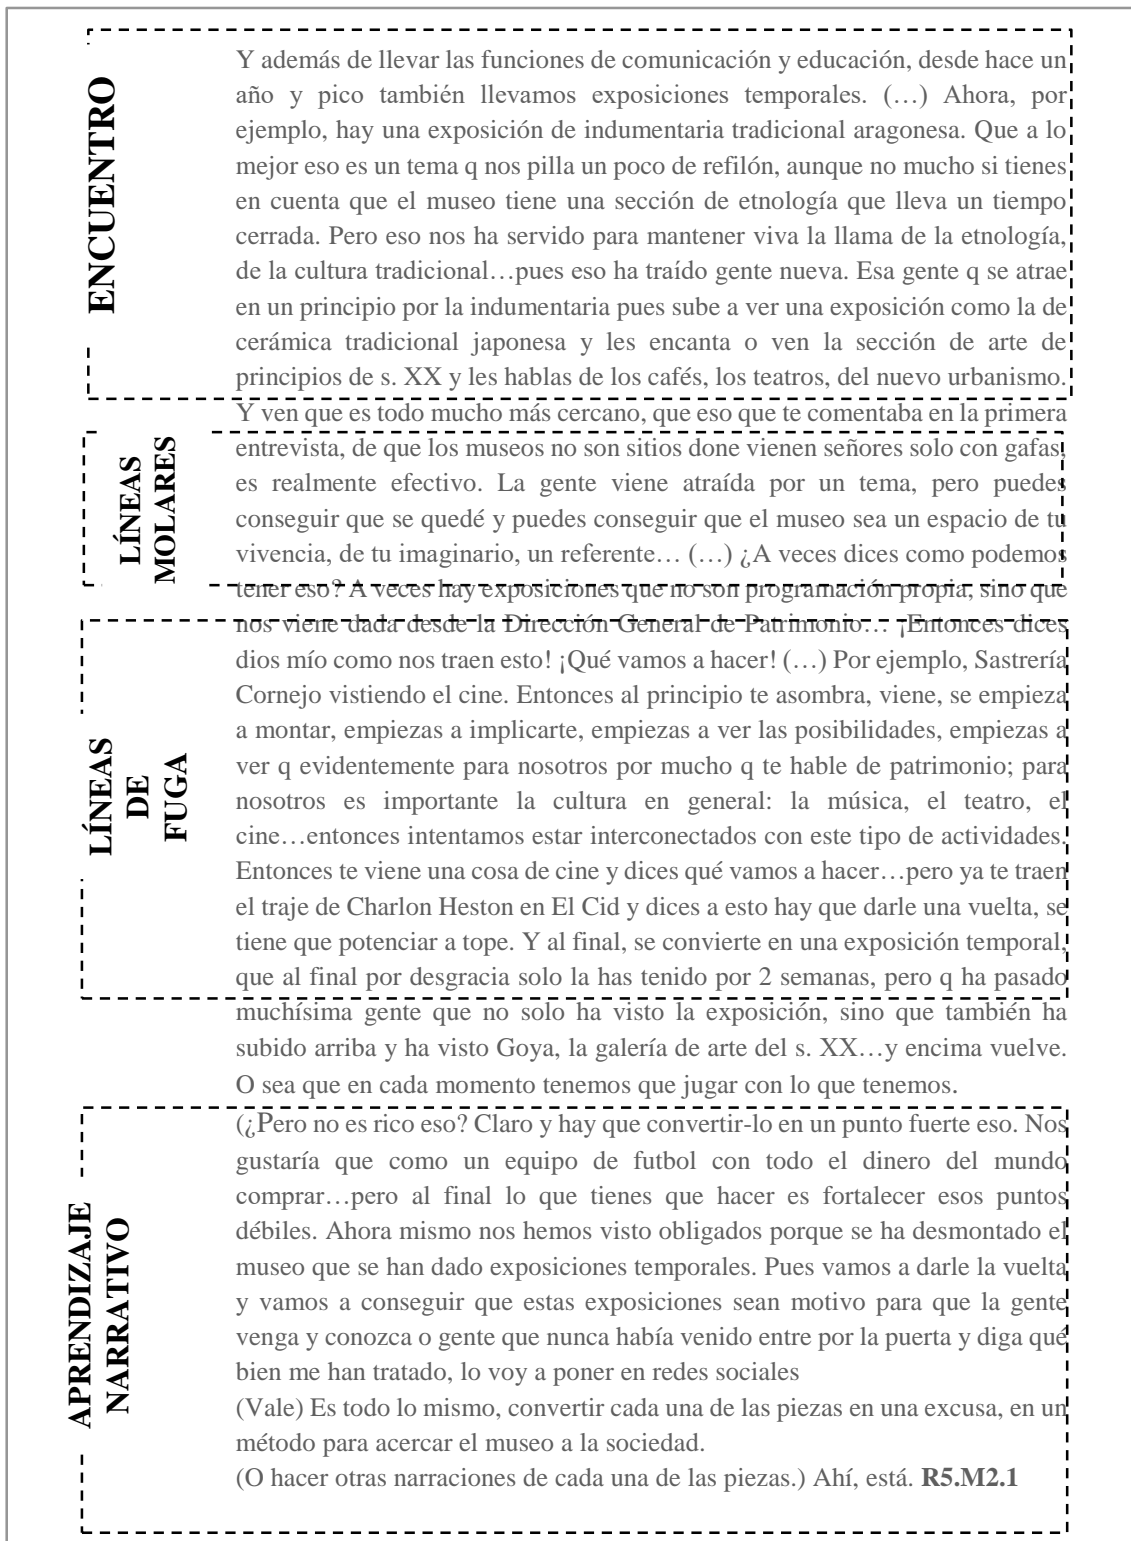 ENCUENTRO
Y además de llevar las funciones de comunicación y educación, desde hace un
año y pico también llevamos exposiciones temporales. (…) Ahora, por
ejemplo, hay una exposición de indumentaria tradicional aragonesa. Que a lo
mejor eso es un tema q nos pilla un poco de refilón, aunque no mucho si tienes
en cuenta que el museo tiene una sección de etnología que lleva un tiempo
cerrada. Pero eso nos ha servido para mantener viva la llama de la etnología,
de la cultura tradicional…pues eso ha traído gente nueva. Esa gente q se atrae
en un principio por la indumentaria pues sube a ver una exposición como la de
cerámica tradicional japonesa y les encanta o ven la sección de arte de
principios de s. XX y les hablas de los cafés, los teatros, del nuevo urbanismo.
Y ven que es todo mucho más cercano, que eso que te comentaba en la primera
LÍNEAS
MOLARES
entrevista, de que los museos no son sitios done vienen señores solo con gafas,
es realmente efectivo. La gente viene atraída por un tema, pero puedes
conseguir que se quedé y puedes conseguir que el museo sea un espacio de tu
vivencia, de tu imaginario, un referente… (…) ¿A veces dices como podemos
tener eso? A veces hay exposiciones que no son programación propia, sino que
LÍNEAS
DE
FUGA
nos viene dada desde la Dirección General de Patrimonio… ¡Entonces dices
dios mío como nos traen esto! ¡Qué vamos a hacer! (…) Por ejemplo, Sastrería
Cornejo vistiendo el cine. Entonces al principio te asombra, viene, se empieza
a montar, empiezas a implicarte, empiezas a ver las posibilidades, empiezas a
ver q evidentemente para nosotros por mucho q te hable de patrimonio; para
nosotros es importante la cultura en general: la música, el teatro, el
cine…entonces intentamos estar interconectados con este tipo de actividades.
Entonces te viene una cosa de cine y dices qué vamos a hacer…pero ya te traen
el traje de Charlon Heston en El Cid y dices a esto hay que darle una vuelta, se
tiene que potenciar a tope. Y al final, se convierte en una exposición temporal,
que al final por desgracia solo la has tenido por 2 semanas, pero q ha pasado
muchísima gente que no solo ha visto la exposición, sino que también ha
subido arriba y ha visto Goya, la galería de arte del s. XX…y encima vuelve.
O sea que en cada momento tenemos que jugar con lo que tenemos.
APRENDIZAJE
NARRATIVO
(¿Pero no es rico eso? Claro y hay que convertir-lo en un punto fuerte eso. Nos
gustaría que como un equipo de futbol con todo el dinero del mundo
comprar…pero al final lo que tienes que hacer es fortalecer esos puntos
débiles. Ahora mismo nos hemos visto obligados porque se ha desmontado el
museo que se han dado exposiciones temporales. Pues vamos a darle la vuelta
y vamos a conseguir que estas exposiciones sean motivo para que la gente
venga y conozca o gente que nunca había venido entre por la puerta y diga qué
bien me han tratado, lo voy a poner en redes sociales
(Vale) Es todo lo mismo, convertir cada una de las piezas en una excusa, en un
método para acercar el museo a la sociedad.
(O hacer otras narraciones de cada una de las piezas.) Ahí, está. R5.M2.1